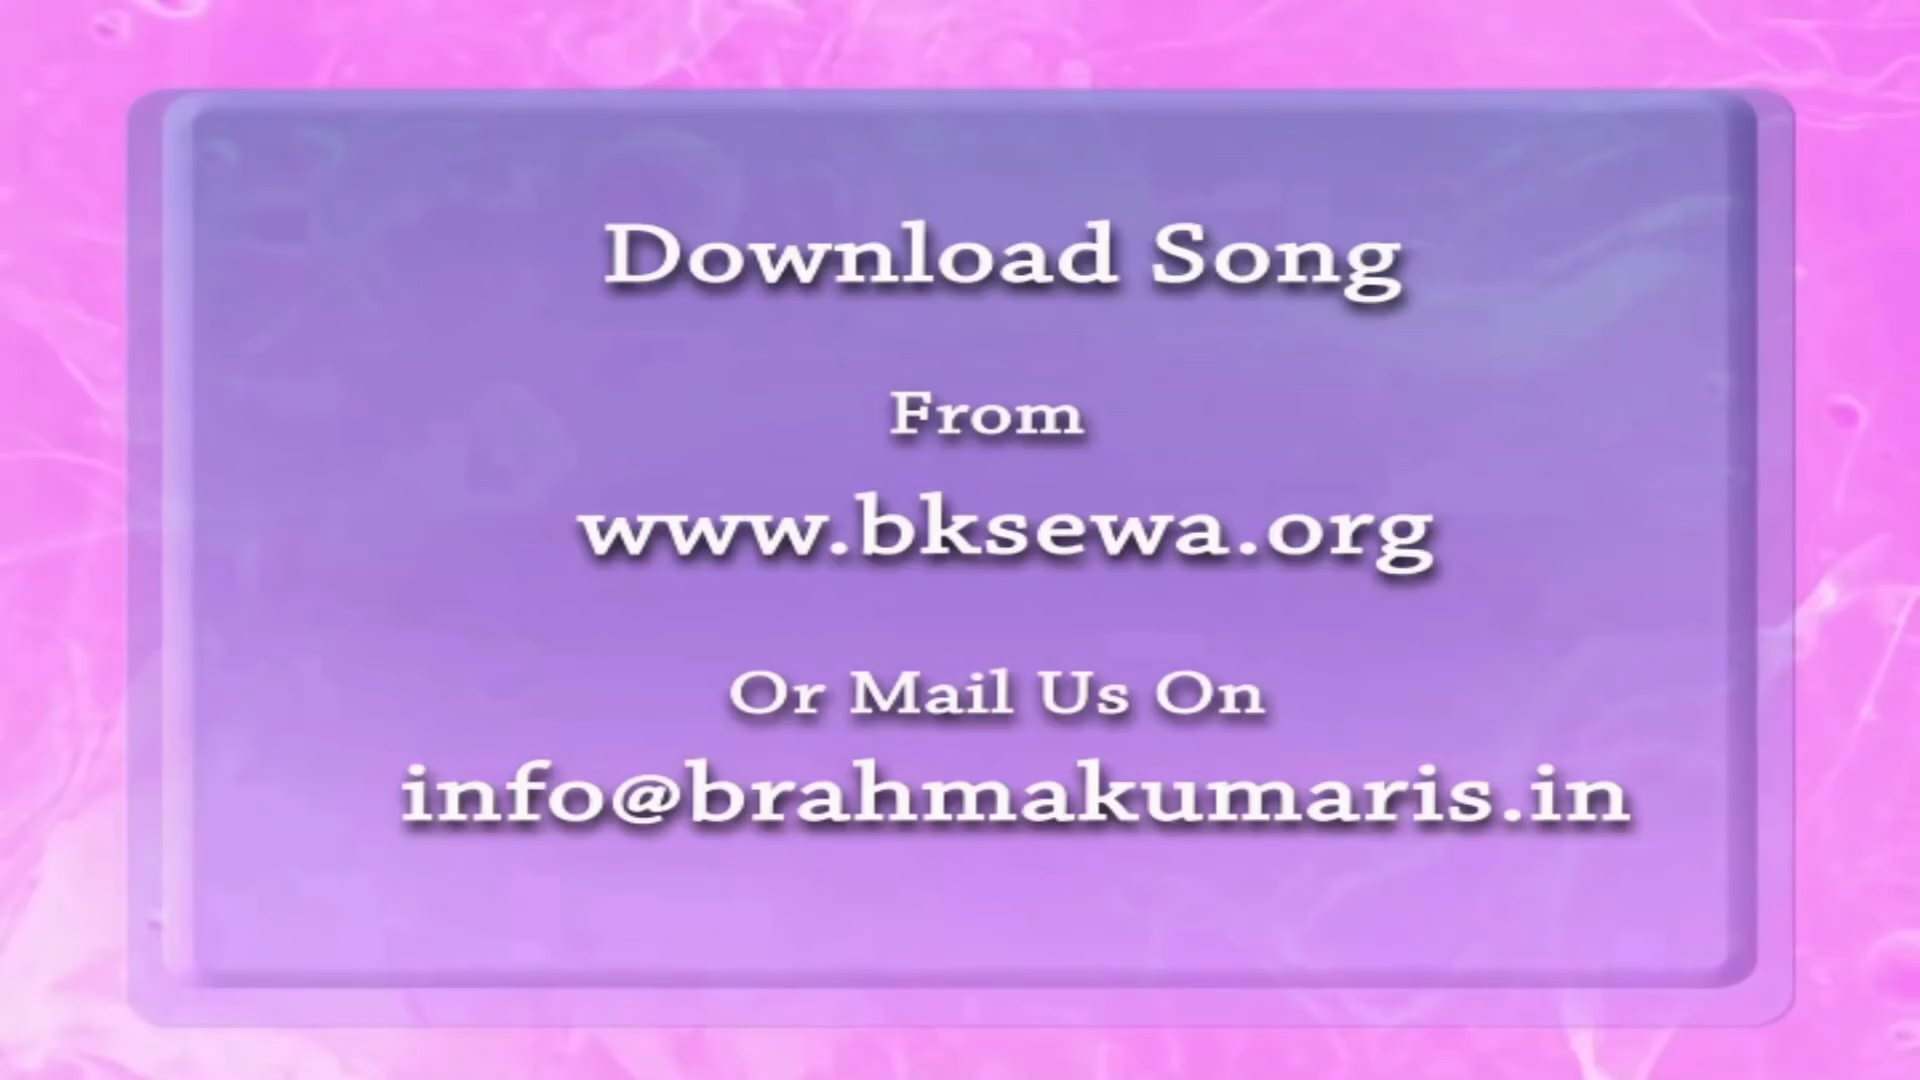 Download Song
From
www.bksewa.org
Or Mail Us On
info@brahmakumaris.in